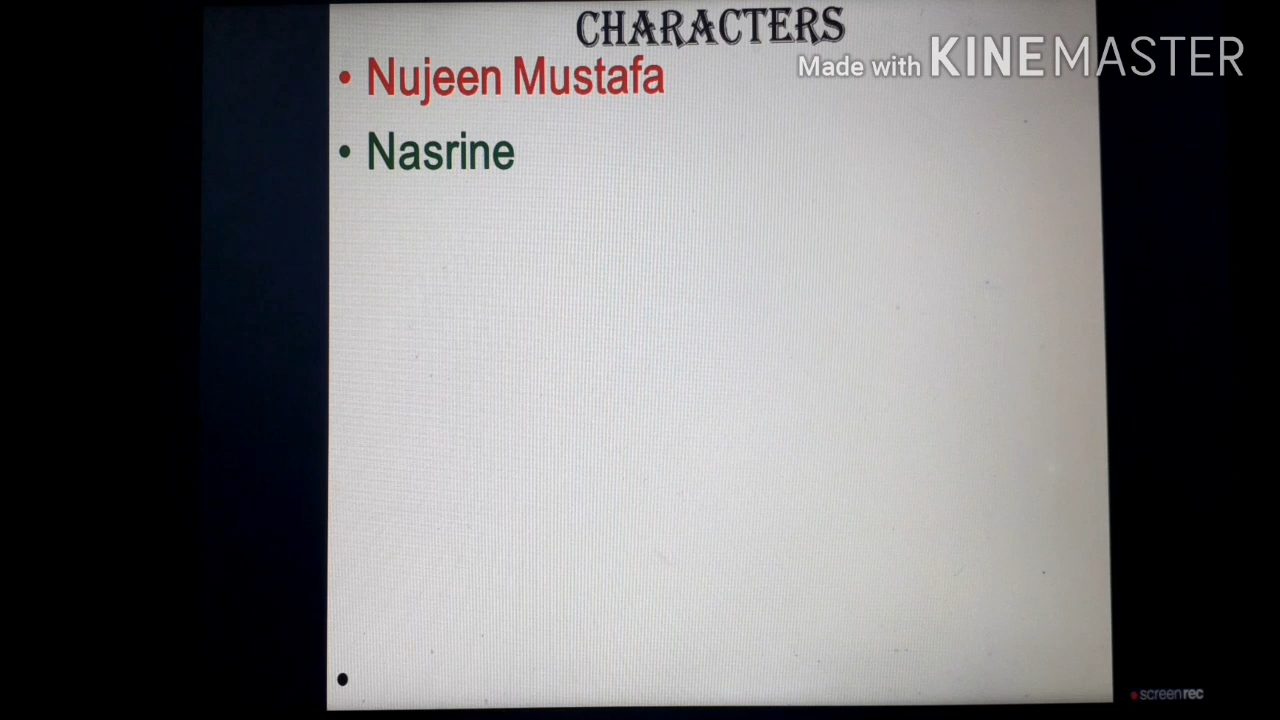 CHARACTERS
Made with KINEMASTER
• Nujeen Mustafa
• Nasrine
•
screenrec